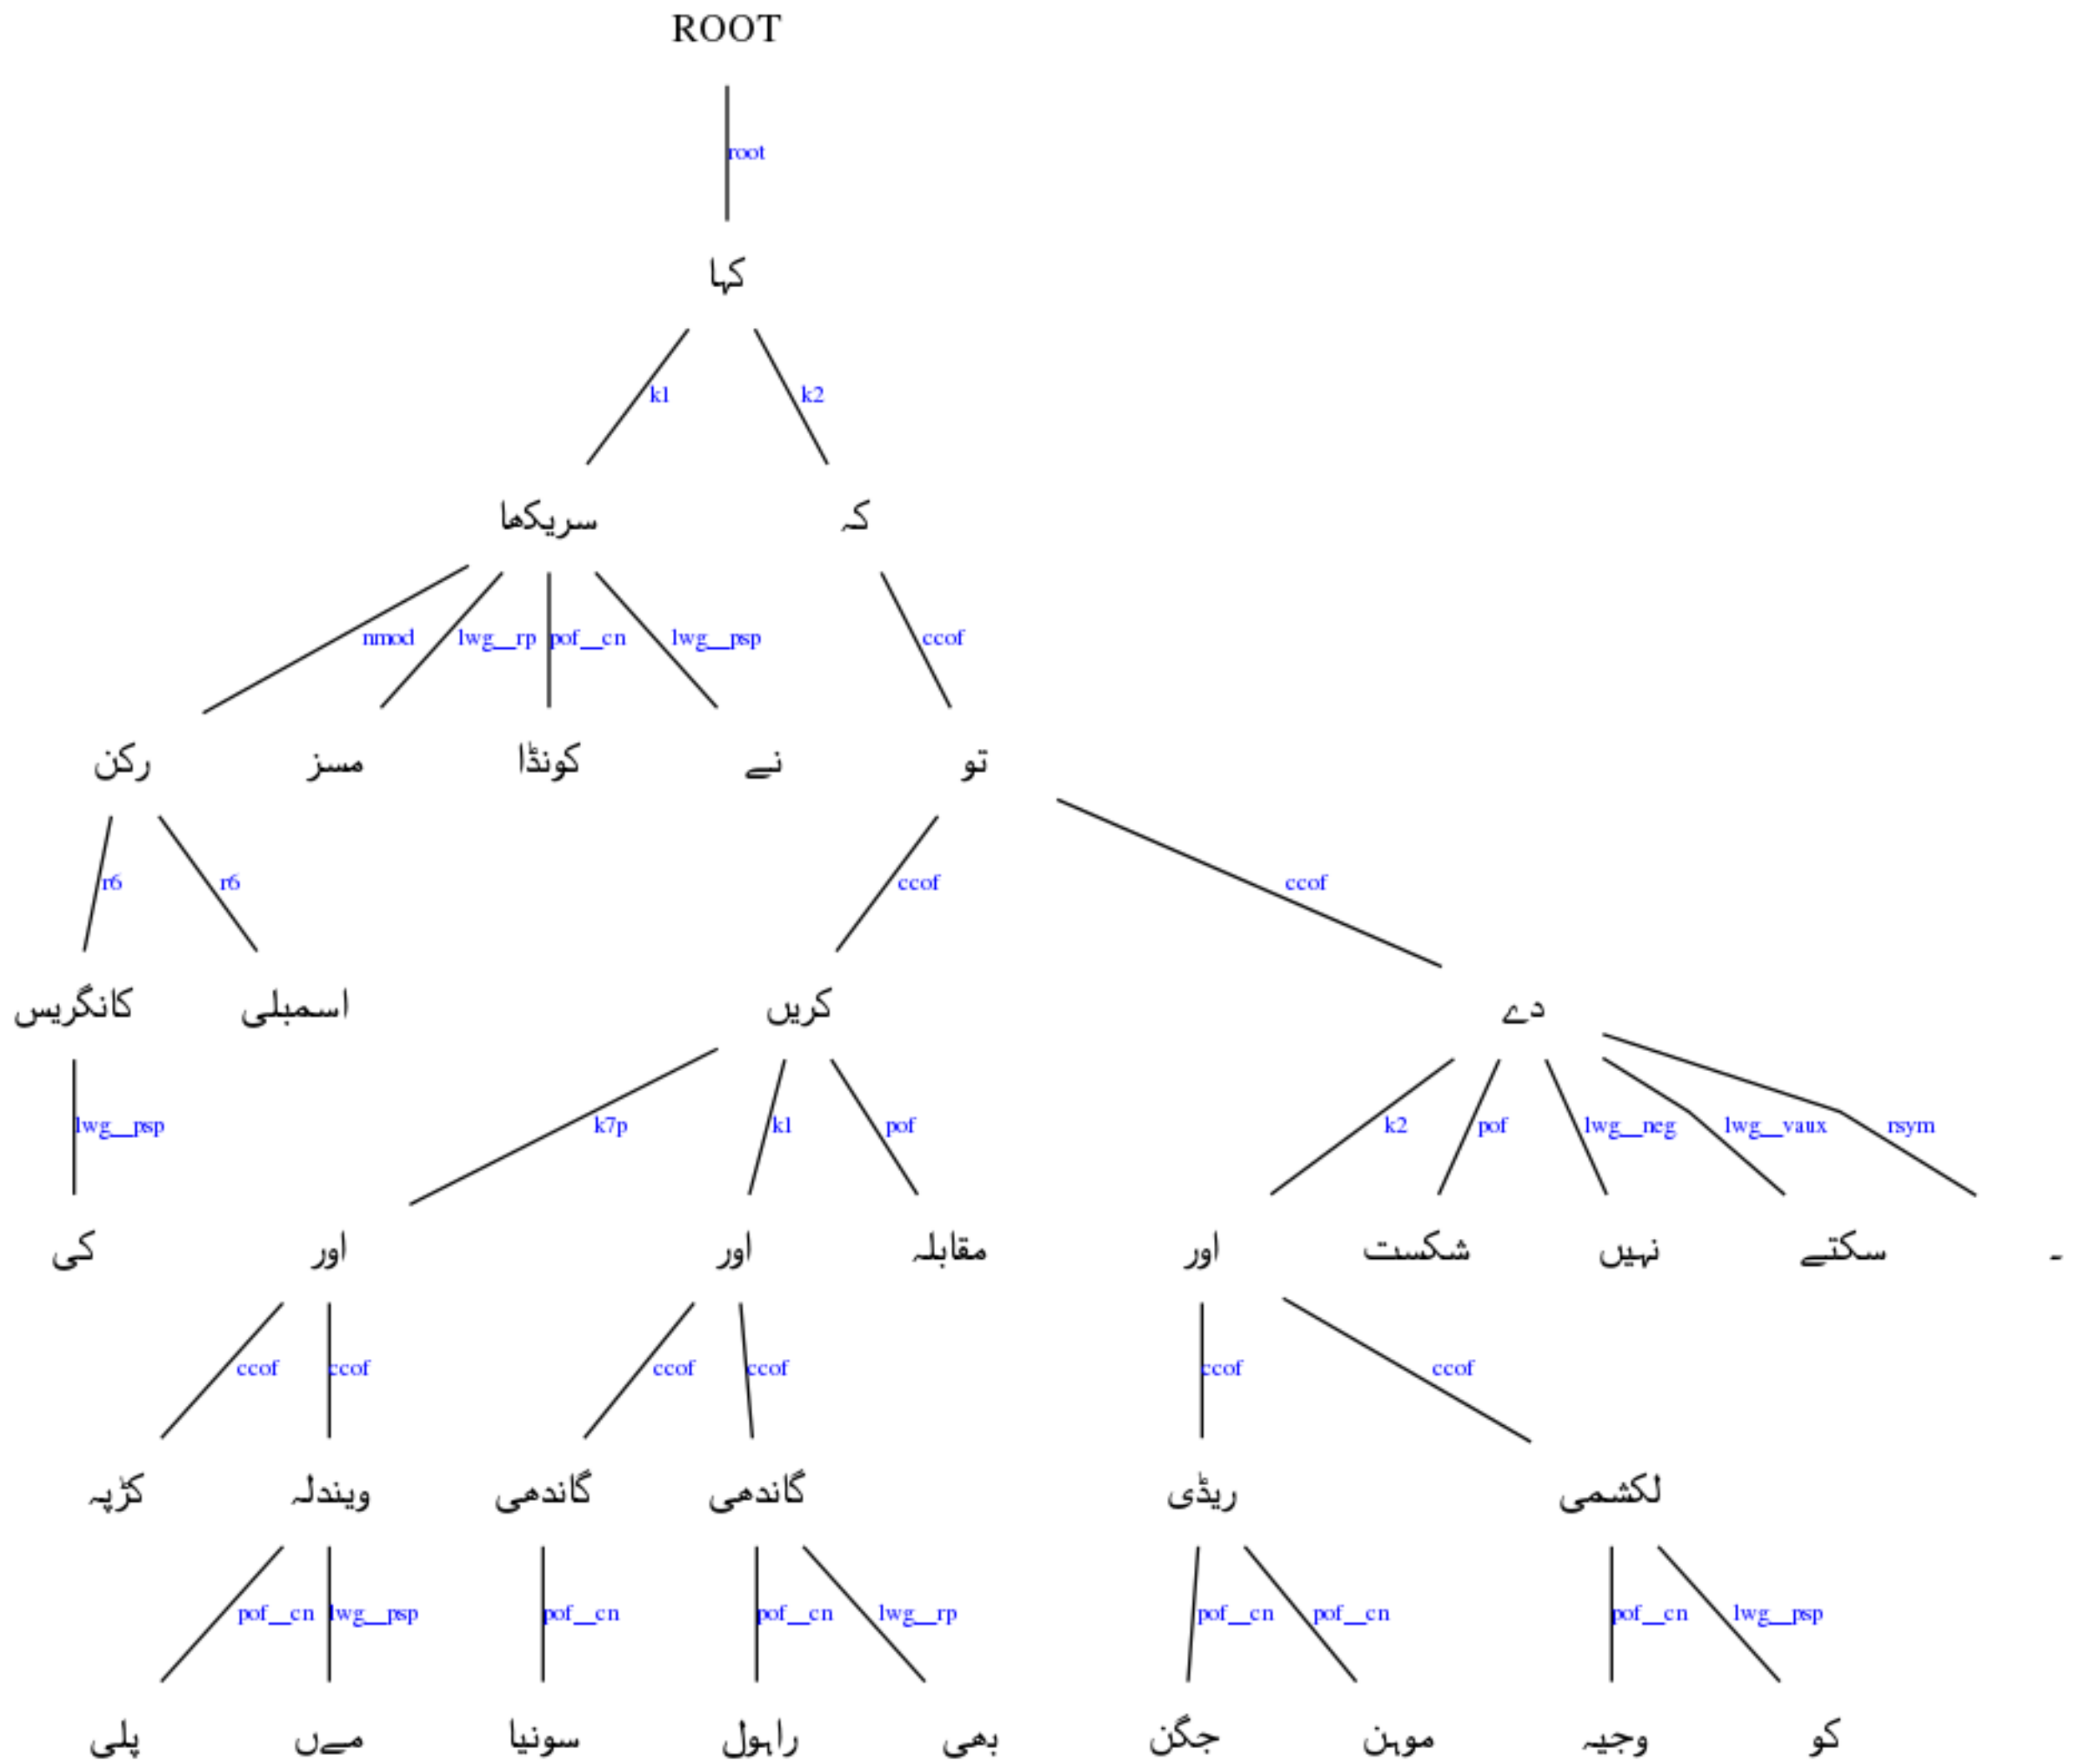 ROOT
root
کہا
k1 k2
سریکھا کہ
nmod lwg__rp pof__cn lwg__psp ccof
رکن مسز کونڈا نے تو
r6 r6 ccof ccof
کانگریس اسمبلی کریں دے
lwg__psp k7p k1 pof k2 pof lwg__neg lwg__vaux rsym
کی اور اور مقابلہ اور شکست نہیں سکتے ۔
ccof ccof ccof ccof ccof ccof
کڑپہ ویندلہ گاندھی گاندھی ریڈی لکشمی
pof__cn lwg__psp pof__cn pof__cn lwg__rp pof__cn pof__cn pof__cn lwg__psp
پلی مےں سونیا راہول بھی جگن موہن وجیہ کو